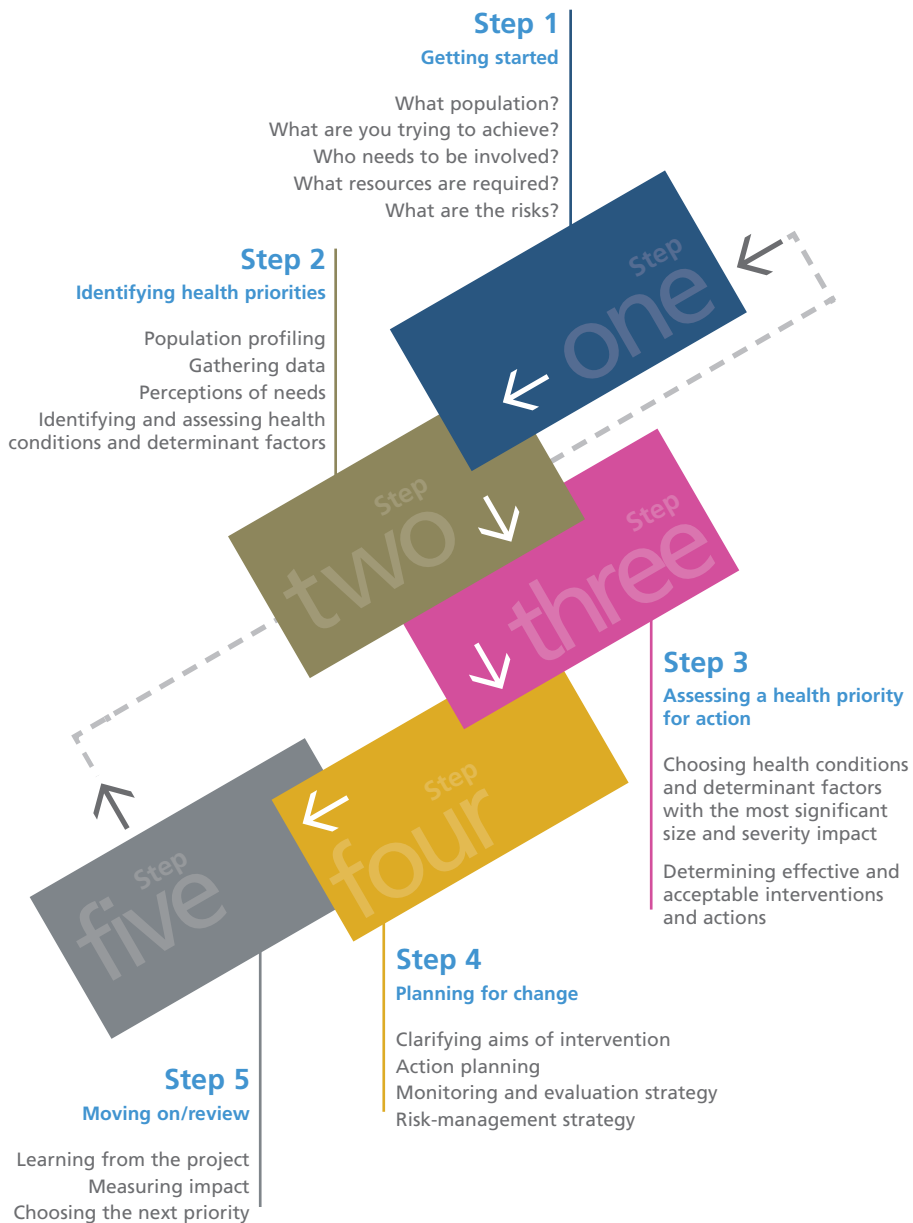 Step 1
Getting started
What population?
What are you trying to achieve?
Who needs to be involved?
What resources are required?
What are the risks?
Step
one
Step 2
Identifying health priorities
Population profiling
Gathering data
Perceptions of needs
Identifying and assessing health
conditions and determinant factors
Step
two
Step
three
Step 3
Assessing a health priority
for action
Choosing health conditions
and determinant factors
with the most significant
size and severity impact
Determining effective and
acceptable interventions
and actions
Step
four
Step 4
Planning for change
Clarifying aims of intervention
Action planning
Monitoring and evaluation strategy
Risk-management strategy
Step
five
Step 5
Moving on/review
Learning from the project
Measuring impact
Choosing the next priority